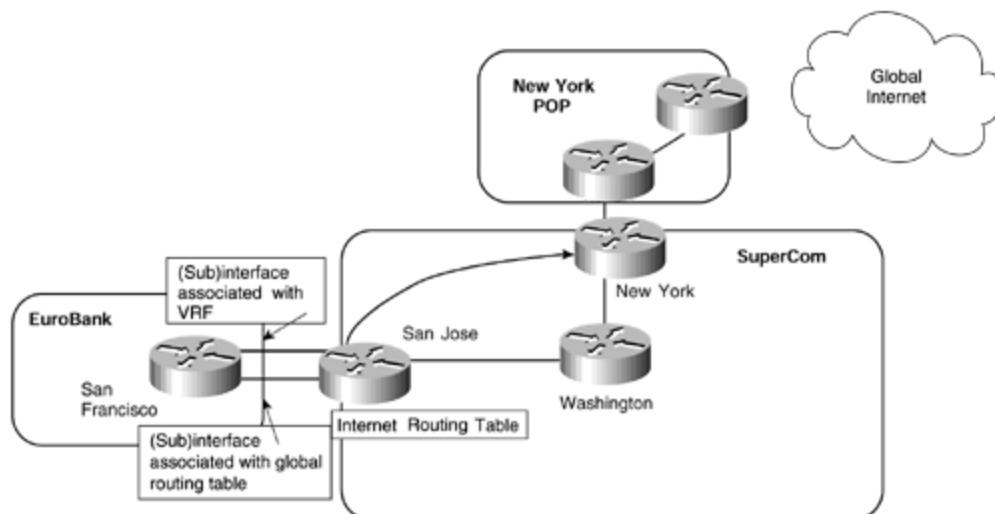 New York
POP
Global
Internet
SuperCom
New York
(Sub)interface
associated with
VRF
EuroBank
San Jose
San
Francisco
Washington
Internet Routing Table
(Sub)interface
associated with global
routing table